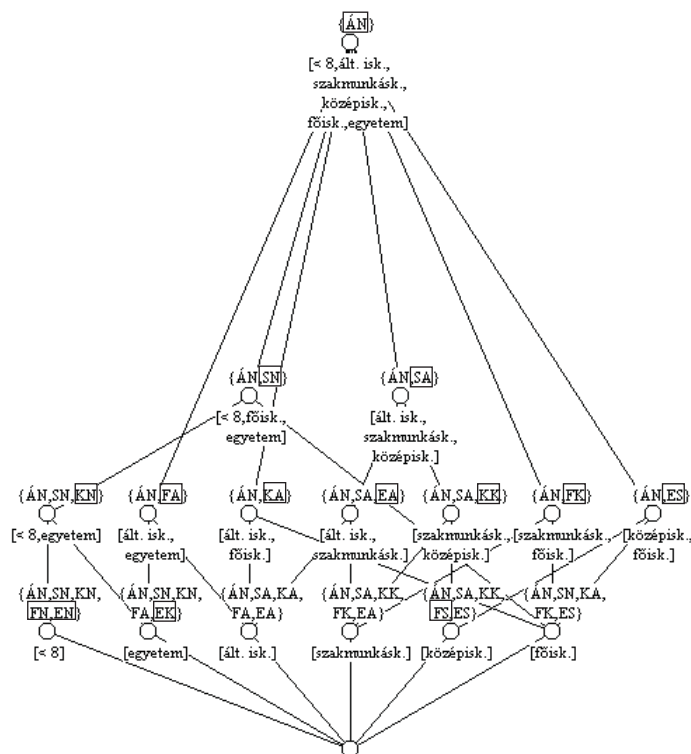 {ÁN}
[< 8,ált. isk.,
szakmunkásk.,
középisk.,\
főisk.,egyetem]
{ÁN,SN} {ÁN,SA}
[< 8,főisk., [ált. isk.,
egyetem] szakmunkásk.,
középisk.]
{ÁN,SN,KN} {ÁN,FA} {ÁN,KA} {ÁN,SA,EA} {ÁN,SA,KK} {ÁN,FK} {ÁN,ES}
[< 8,egyetem] [ált. isk., [ált. isk., [ált. isk., [szakmunkásk., [szakmunkásk., [középisk.,
egyetem] főisk.] szakmunkásk.] középisk.] főisk.] főisk.]
{ÁN,SN,KN, {ÁN,SN,KN, {ÁN,SA,KA, {ÁN,SA,KK, {ÁN,SA,KK, {ÁN,SN,KA,
FN,EN} FA,EK} FA,EA} FK,EA} FS,ES} FK,ES}
[< 8] [egyetem] [ált. isk.] [szakmunkásk.] [középisk.] [főisk.]